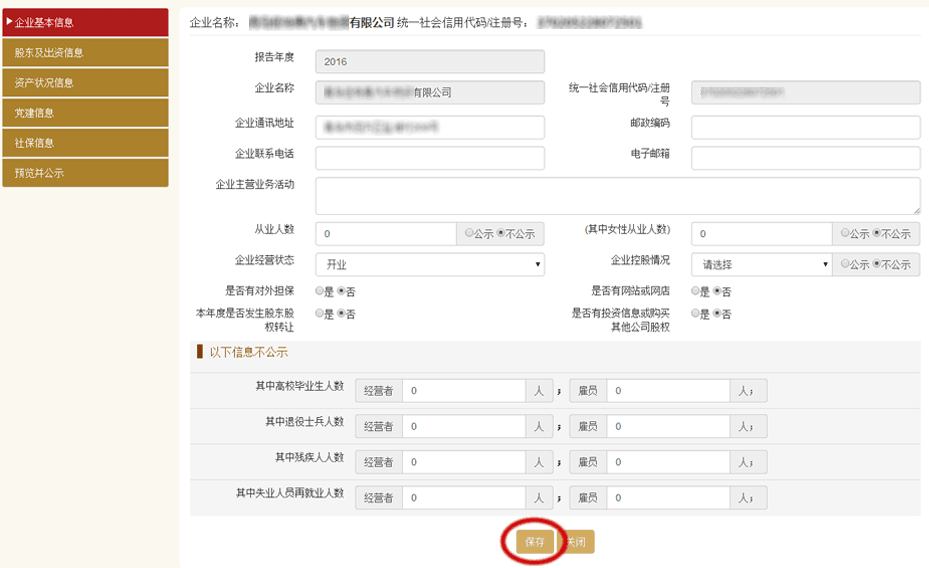 企业基本信息
股东及出资信息
资产状况信息
党建信息
社保信息
预览并公示
企业名称： 有限公司 统一社会信用代码/注册号：
报告年度 2016
企业名称 有限公司 统一社会信用代码/注册
号
企业通讯地址 邮政编码
企业联系电话 电子邮箱
企业主营业务活动
从业人数 0 公示 不公示 (其中女性从业人数) 0 公示 不公示
企业经营状态 开业 企业控股情况 请选择 公示 不公示
是否有对外担保 是 否 是否有网站或网店 是 否
本年度是否发生股东股
权转让 是 否 是否有投资信息或购买
其他公司股权 是 否
以下信息不公示
其中高校毕业生人数 经营者 0 人 ； 雇员 0 人；
其中退役士兵人数 经营者 0 人 ； 雇员 0 人；
其中残疾人人数 经营者 0 人 ； 雇员 0 人；
其中失业人员再就业人数 经营者 0 人 ； 雇员 0 人；
保存 关闭